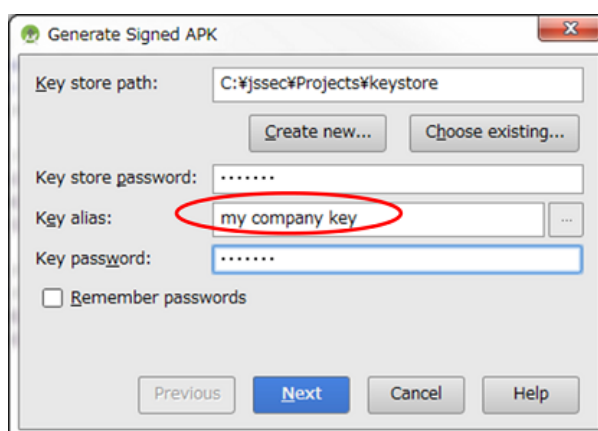 Generate Signed APK
Key store path: C:¥jssec¥Projects¥keystore
Create new... Choose existing...
Key store password: •••••••
Key alias: my company key ...
Key password: •••••••
Remember passwords
Previous Next Cancel Help